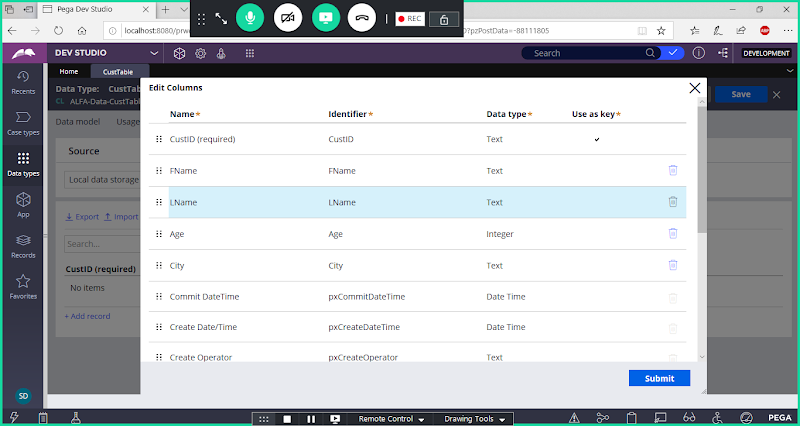 Pega Dev Studio
CustTable
REC
localhost:8080/prw
0?pzPostData=-88111805
DEV STUDIO
Search
DEVELOPMENT
Home
CustTable
Recents
Case types
Data types
App
Records
Favorites
SD
Data Type: CustTab
CL ALFA-Data-CustTabl
Save
Data model Usage
Source
Local data storage
Export Import
Search...
CustID (required)
No items
+ Add record
Edit Columns
Name* Identifier* Data type* Use as key*
CustID (required) CustID Text
FName FName Text
LName LName Text
Age Age Integer
City City Text
Commit DateTime pxCommitDateTime Date Time
Create Date/Time pxCreateDateTime Date Time
Create Operator pxCreateOperator Text
Submit
Remote Control Drawing Tools
PEGA